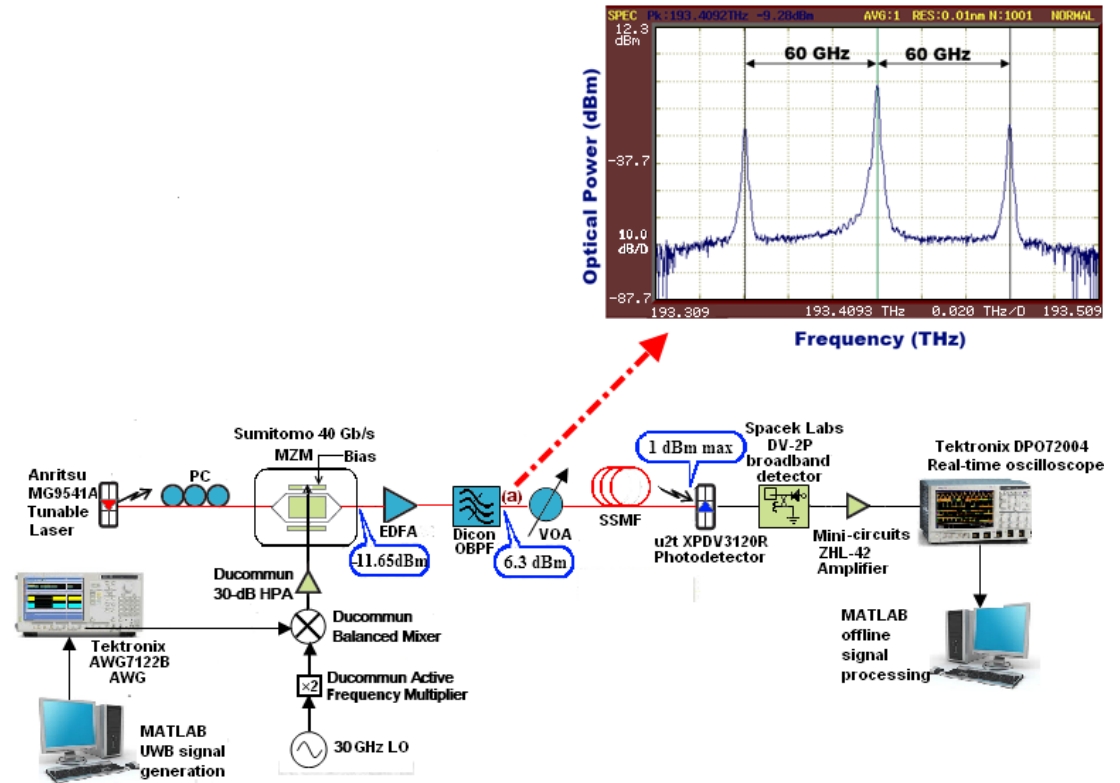 SPEC Pk:193.4092THz -9.28dBm AVG:1 RES:0.01nm N:1001 NORMAL
12.3
dBm
60 GHz 60 GHz
-37.7
10.0
dB/D
-87.7
193.309 193.4093 THz 0.020 THz/D 193.509
Optical Power (dBm)
Frequency (THz)
Anritsu
MG9541A
Tunable
Laser
PC
Sumitomo 40 Gb/s
MZM
Bias
-11.65dBm
EDFA
Dicon
OBPF
(a)
6.3 dBm
VOA
SSMF
1 dBm max
u2t XPDV3120R
Photodetector
Spacek Labs
DV-2P
broadband
detector
Mini-circuits
ZHL-42
Amplifier
Tektronix DPO72004
Real-time oscilloscope
Ducommun
30-dB HPA
Ducommun
Balanced Mixer
Tektronix
AWG7122B
AWG
×2
Ducommun Active
Frequency Multiplier
30 GHz LO
MATLAB
UWB signal
generation
MATLAB
offline
signal
processing